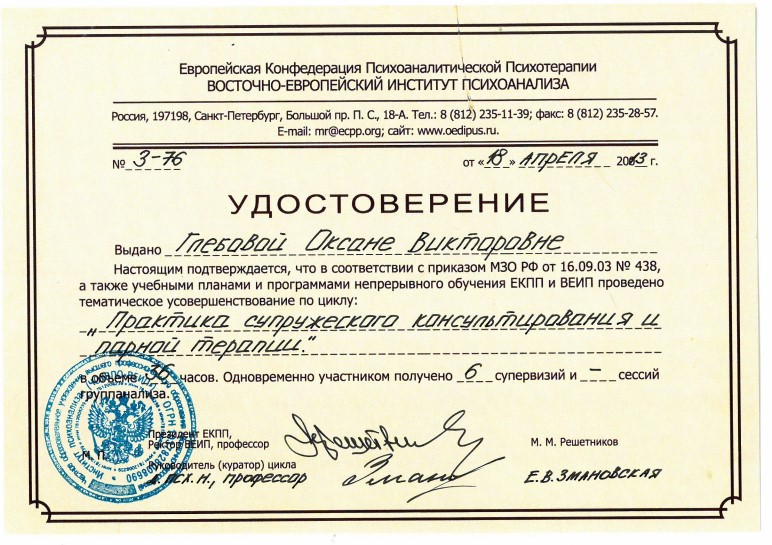 Европейская Конфедерация Психоаналитической Психотерапии
ВОСТОЧНО-ЕВРОПЕЙСКИЙ ИНСТИТУТ ПСИХОАНАЛИЗА
Россия, 197198, Санкт-Петербург, Большой пр. П. С., 18-А. Тел.: 8 (812) 235-11-39; факс: 8 (812) 235-28-57.
E-mail: mr@ecpp.org; сайт: www.oedipus.ru.
№ 3-76 от «18» АПРЕЛЯ 2013 г.
УДОСТОВЕРЕНИЕ
Выдано Глебовой Оксане Викторовне
Настоящим подтверждается, что в соответствии с приказом МЗО РФ от 16.09.03 № 438,
а также учебными планами и программами непрерывного обучения ЕКПП и ВЕИП проведено
тематическое усовершенствование по циклу:
„Практика супружеского консультирования и
парной терапии."
в объеме 36 часов. Одновременно участником получено 6 супервизий и – сессий
группанализа.
Президент ЕКПП,
Ректор ВЕИП, профессор М. М. Решетников
М. П.
Руководитель (куратор) цикла
псх.н., профессор Е.В.ЗМАНОВСКАЯ